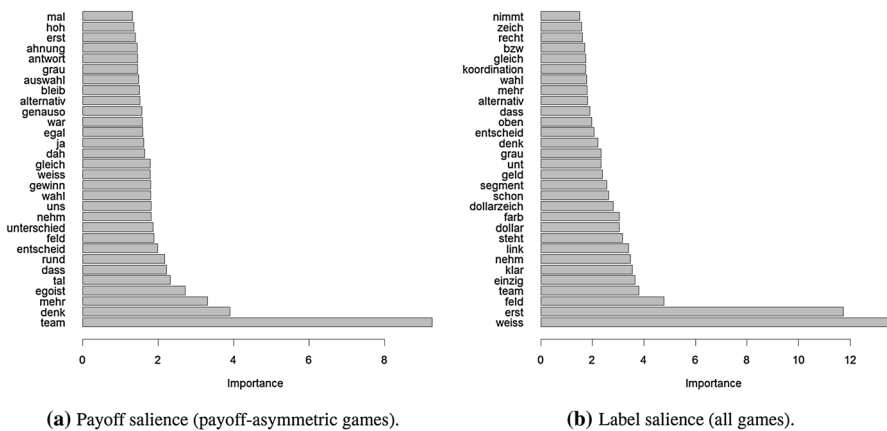 mal
hoh
erst
ahnung
antwort
grau
auswahl
bleib
alternativ
genauso
war
egal
ja
dah
gleich
weiss
gewinn
wahl
uns
nehm
unterschied
feld
entscheid
rund
dass
tal
egoist
mehr
denk
team
0 2 4 6 8
Importance
(a) Payoff salience (payoff-asymmetric games).
nimmt
zeich
recht
bzw
gleich
koordination
wahl
mehr
alternativ
dass
oben
entscheid
denk
grau
unt
geld
segment
schon
dollarzeich
farb
dollar
steht
link
nehm
klar
einzig
team
feld
erst
weiss
0 2 4 6 8 10 12
Importance
(b) Label salience (all games).